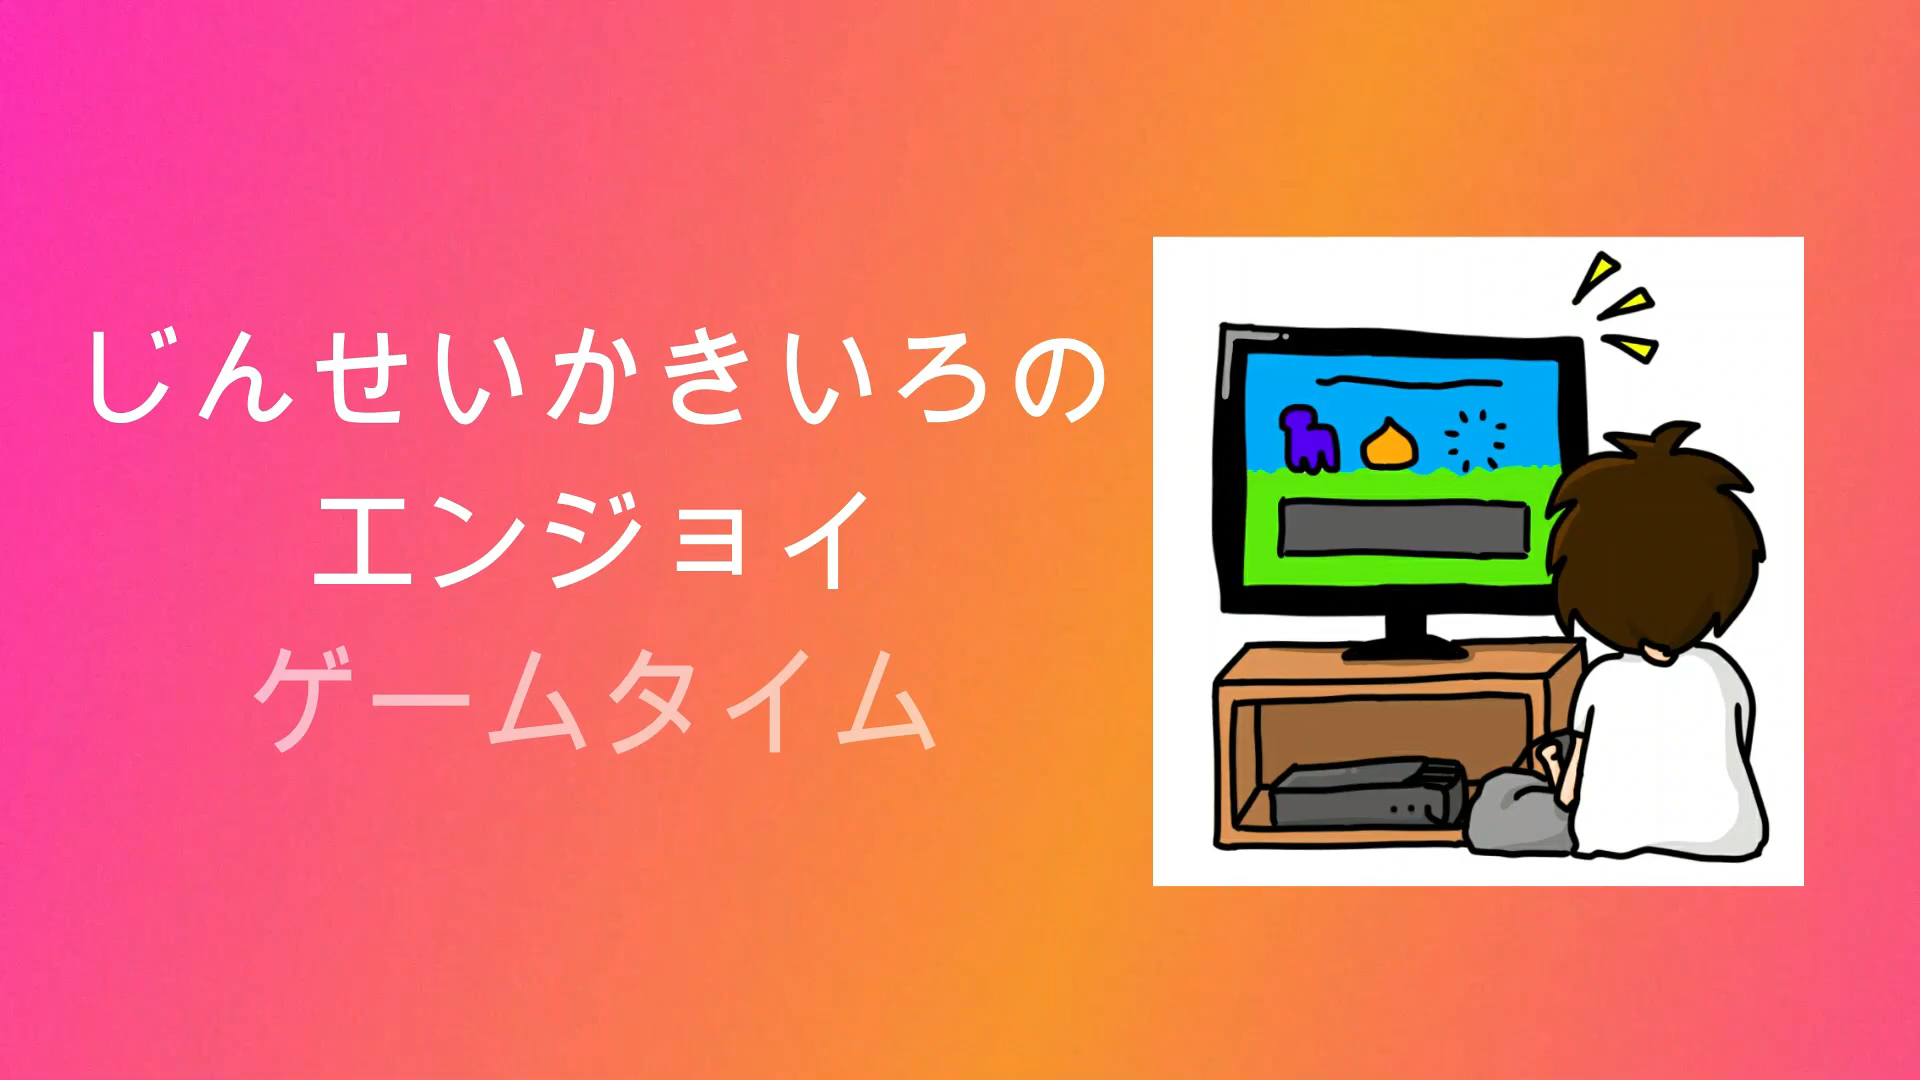 じんせいかきいろの
エンジョイ
ゲームタイム